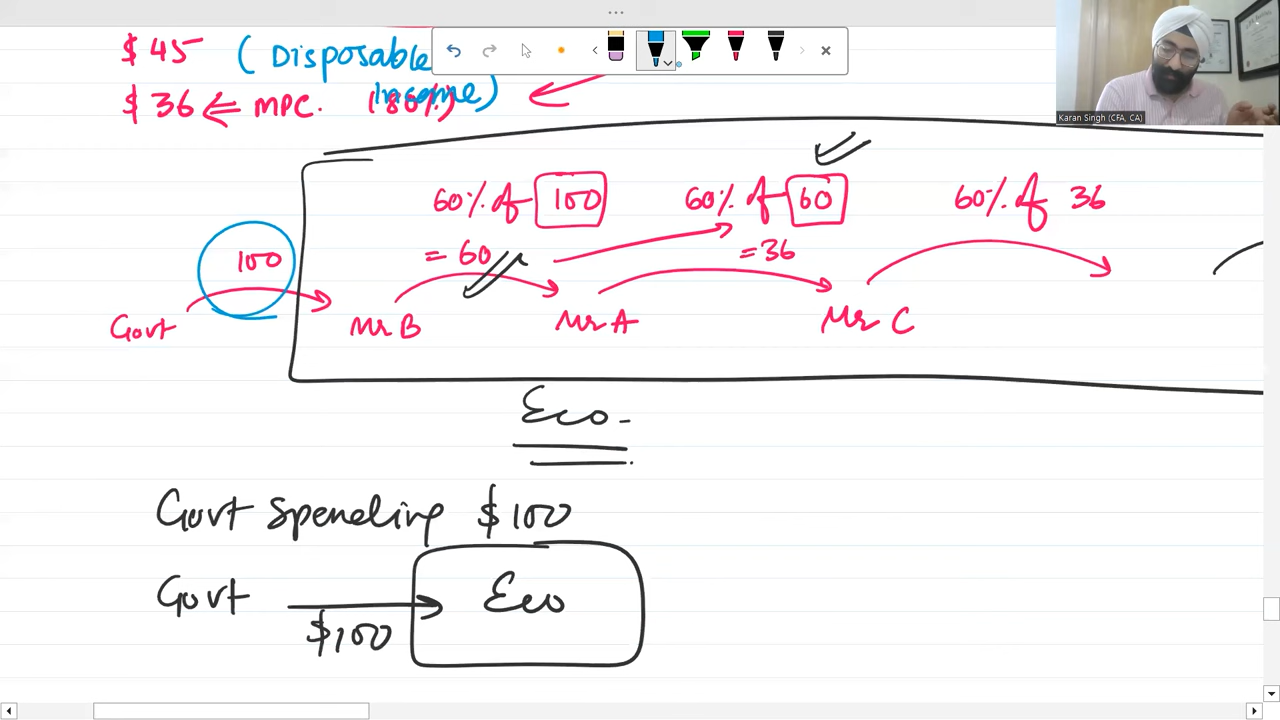 $45 (Disposable
income)
$36 ⇐ MPC. (80%)
60% of 100 60% of 60 60% of 36
= 60 = 36
100
Govt Mr B Mr A Mr C
Eco-
Govt Spending $100
Govt Eco
$100
Karan Singh (CFA, CA)